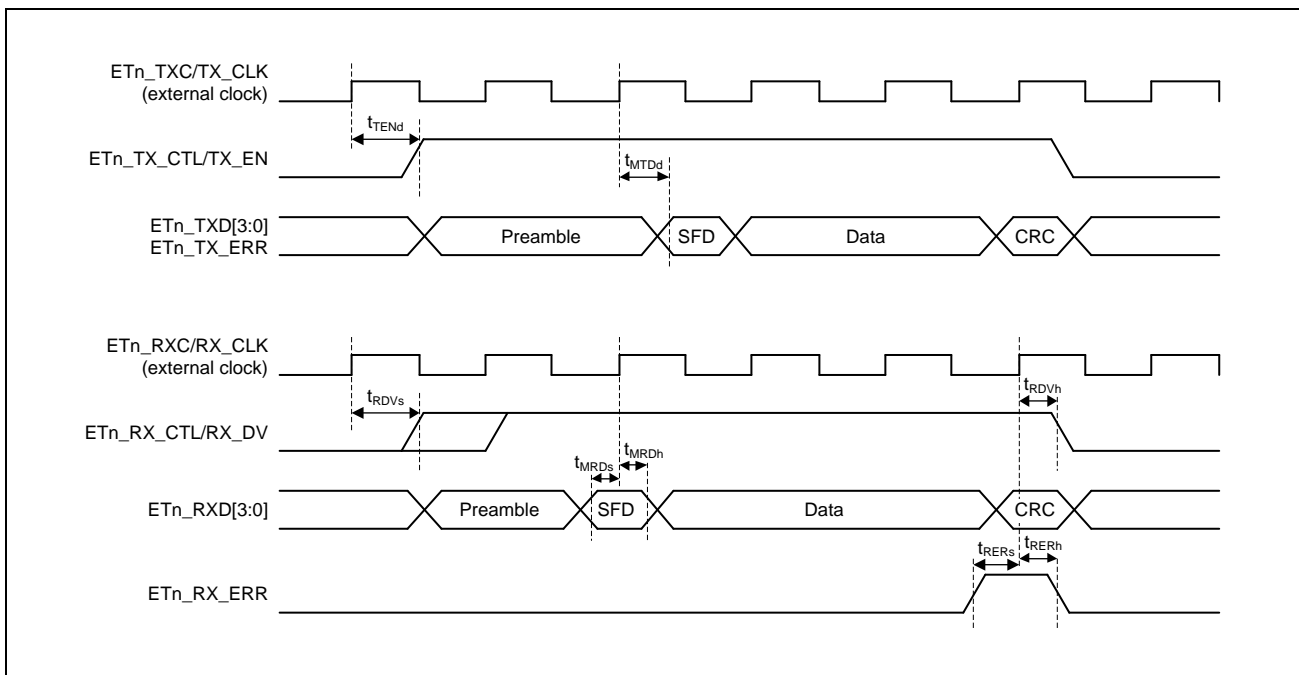 ETn_TXC/TX_CLK
(external clock)
tTENd
ETn_TX_CTL/TX_EN
tMTDd
ETn_TXD[3:0]
ETn_TX_ERR
Preamble
SFD
Data
CRC
ETn_RXC/RX_CLK
(external clock)
tRDVs
tRDVh
ETn_RX_CTL/RX_DV
tMRDs
tMRDh
ETn_RXD[3:0]
Preamble
SFD
Data
CRC
tRERs
tRERh
ETn_RX_ERR